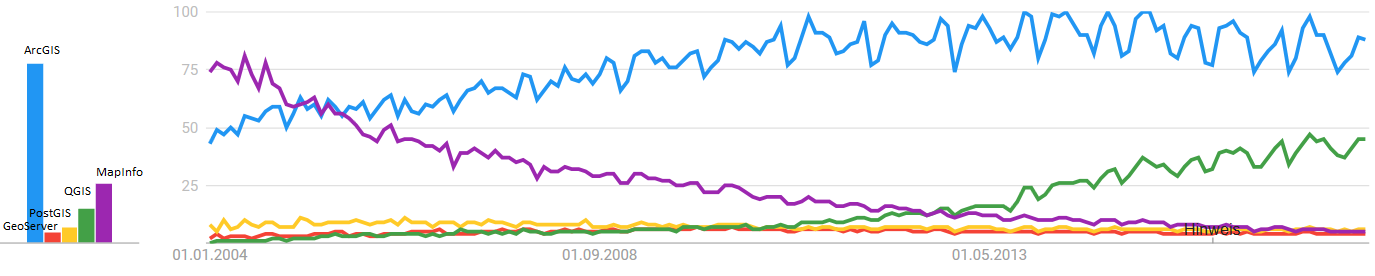 ArcGIS
MapInfo
QGIS
PostGIS
GeoServer
100
75
50
25
Hinweis
01.01.2004
01.09.2008
01.05.2013